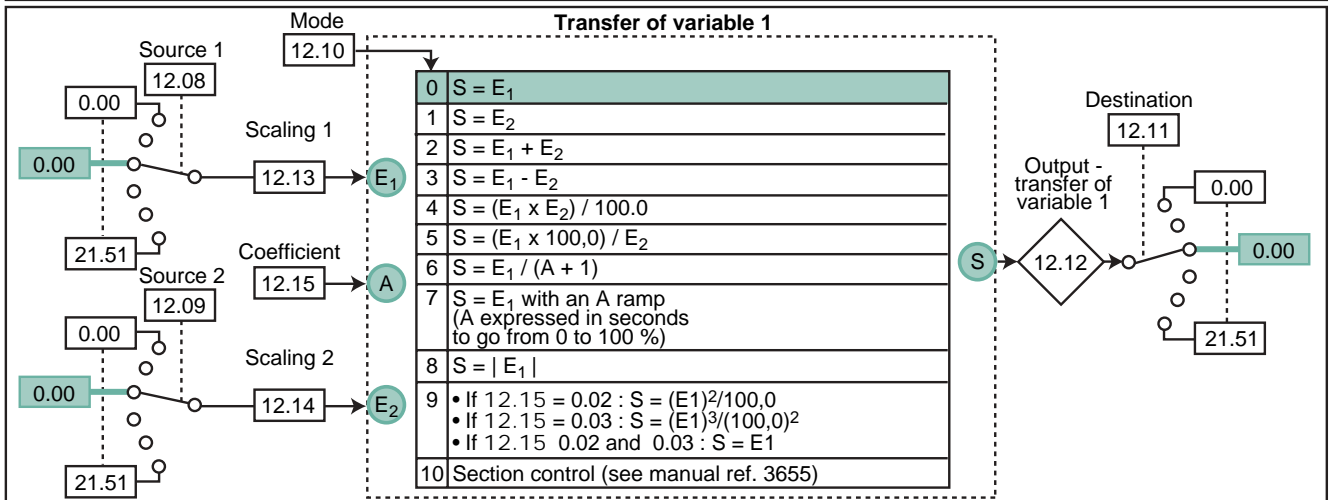 Transfer of variable 1
Mode
12.10
Source 1
12.08
0.00
0.00
21.51
Scaling 1
12.13
E1
Coefficient
12.15
A
Source 2
12.09
0.00
0.00
21.51
Scaling 2
12.14
E2
0 S = E1
1 S = E2
2 S = E1 + E2
3 S = E1 - E2
4 S = (E1 x E2) / 100.0
5 S = (E1 x 100,0) / E2
6 S = E1 / (A + 1)
7 S = E1 with an A ramp
(A expressed in seconds
to go from 0 to 100 %)
8 S = | E1 |
9 • If 12.15 = 0.02 : S = (E1)²/100,0
• If 12.15 = 0.03 : S = (E1)³/(100,0)²
• If 12.15 0.02 and 0.03 : S = E1
10 Section control (see manual ref. 3655)
S
Output -
transfer of
variable 1
12.12
Destination
12.11
0.00
0.00
21.51